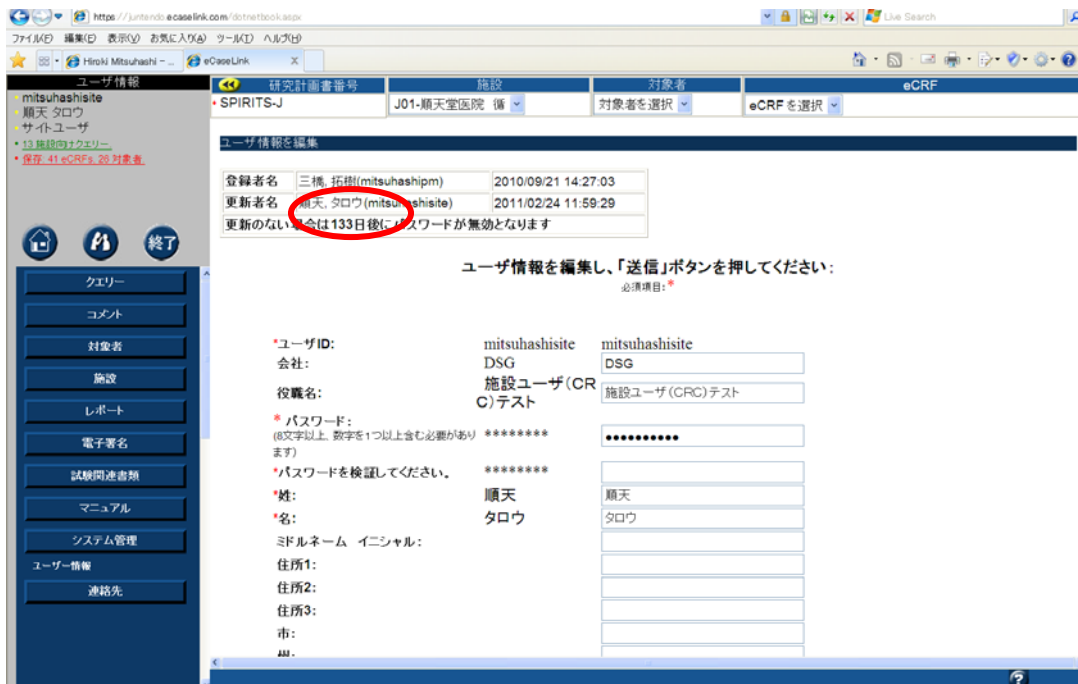 https://juntendo.ecaselink.com/dotnetbook.aspx
Live Search
ファイル(F) 編集(E) 表示(V) お気に入り(A) ツール(T) ヘルプ(H)
Hiroki Mitsuhashi - ...
eCaseLink X
ユーザ情報
mitsuhashisite
順天 タロウ
サイトユーザ
13 施設向けクエリー
保存: 41 eCRFs, 26 対象者
終了
クエリー
コメント
対象者
施設
レポート
電子署名
試験関連書類
マニュアル
システム管理
ユーザー情報
連絡先
研究計画書番号 施設 対象者 eCRF
SPIRITS-J J01-順天堂医院 循 対象者を選択 eCRFを選択
ユーザ情報を編集
登録者名 三橋, 拓樹(mitsuhashipm) 2010/09/21 14:27:03
更新者名 順天, タロウ(mitsuhashisite) 2011/02/24 11:59:29
更新のない場合は133日後にパスワードが無効となります
ユーザ情報を編集し、「送信」ボタンを押してください:
必須項目:*
*ユーザID: mitsuhashisite mitsuhashisite
会社: DSG DSG
役職名: 施設ユーザ(CRC)テスト 施設ユーザ(CRC)テスト
* パスワード:
(8文字以上、数字を1つ以上含む必要があります) ******** ●●●●●●●●●●
*パスワードを検証してください。 ********
*姓: 順天 順天
*名: タロウ タロウ
ミドルネーム イニシャル:
住所1:
住所2:
住所3:
市:
州: